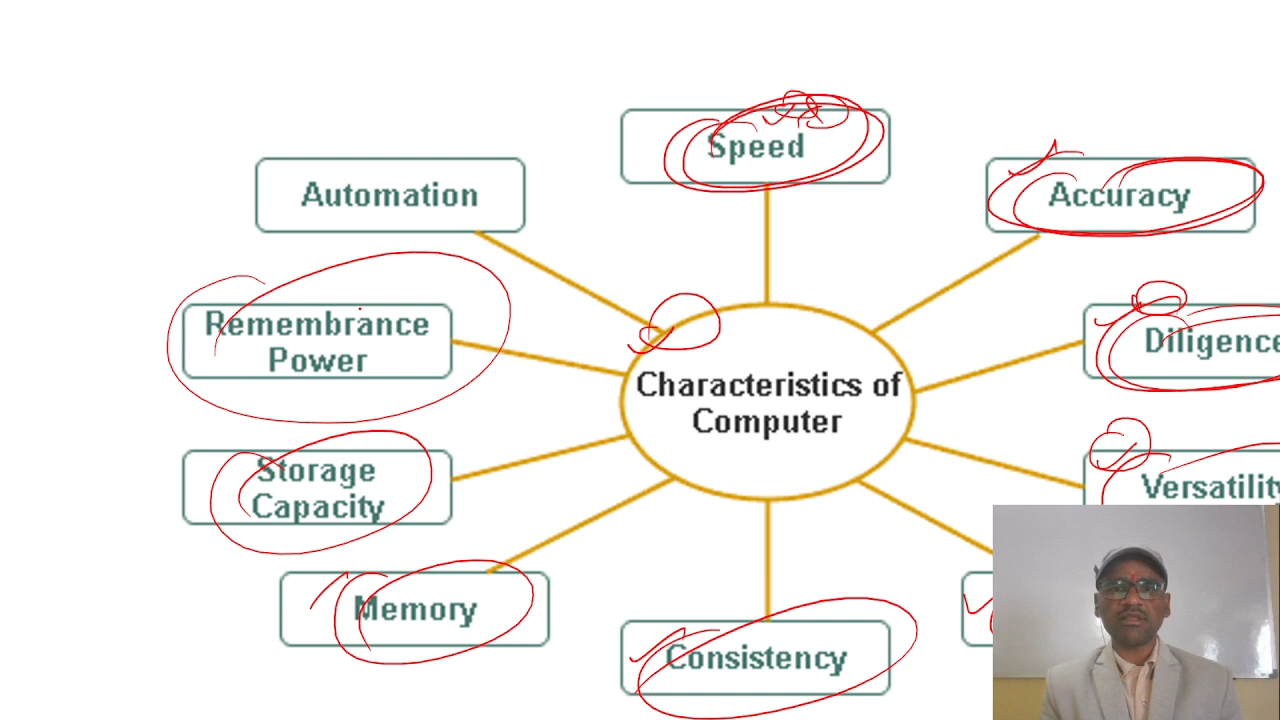 Speed
Automation
Accuracy
Remembrance
Power
Diligence
Characteristics of
Computer
Storage
Capacity
Versatility
Memory
Consistency